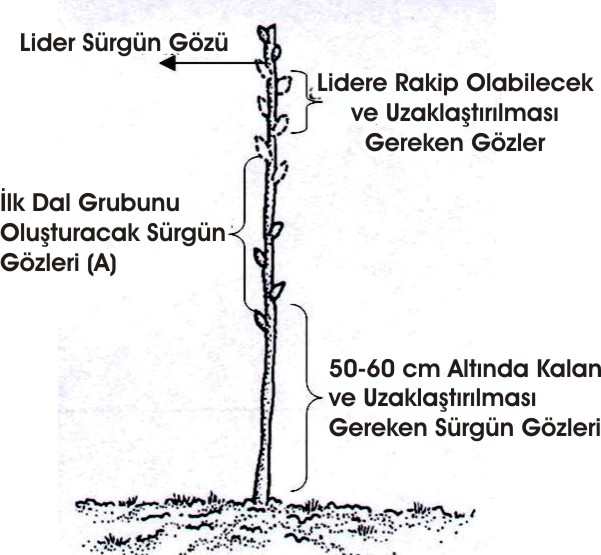 Lider Sürgün Gözü
Lidere Rakip Olabilecek
ve Uzaklaştırılması
Gereken Gözler
İlk Dal Grubunu
Oluşturacak Sürgün
Gözleri (A)
50-60 cm Altında Kalan
ve Uzaklaştırılması
Gereken Sürgün Gözleri